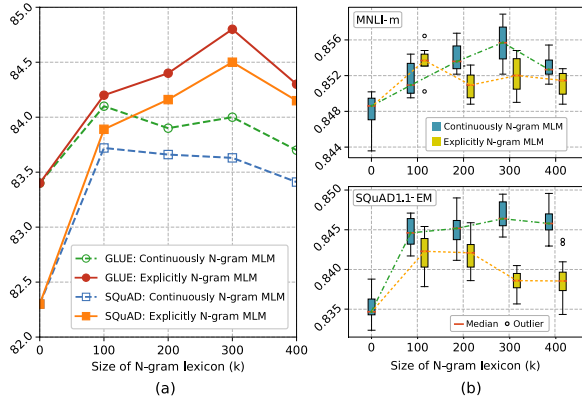 85.0
84.5
84.0
83.5
83.0
82.5
82.0
GLUE: Continuously N-gram MLM
GLUE: Explicitly N-gram MLM
SQuAD: Continuously N-gram MLM
SQuAD: Explicitly N-gram MLM
0 100 200 300 400
Size of N-gram lexicon (k)
(a)
MNLI-m
0.856
0.852
0.848
0.844
Continuously N-gram MLM
Explicitly N-gram MLM
SQuAD1.1-EM
0.850
0.845
0.840
0.835
Median Outlier
0 100 200 300 400
Size of N-gram lexicon (k)
(b)